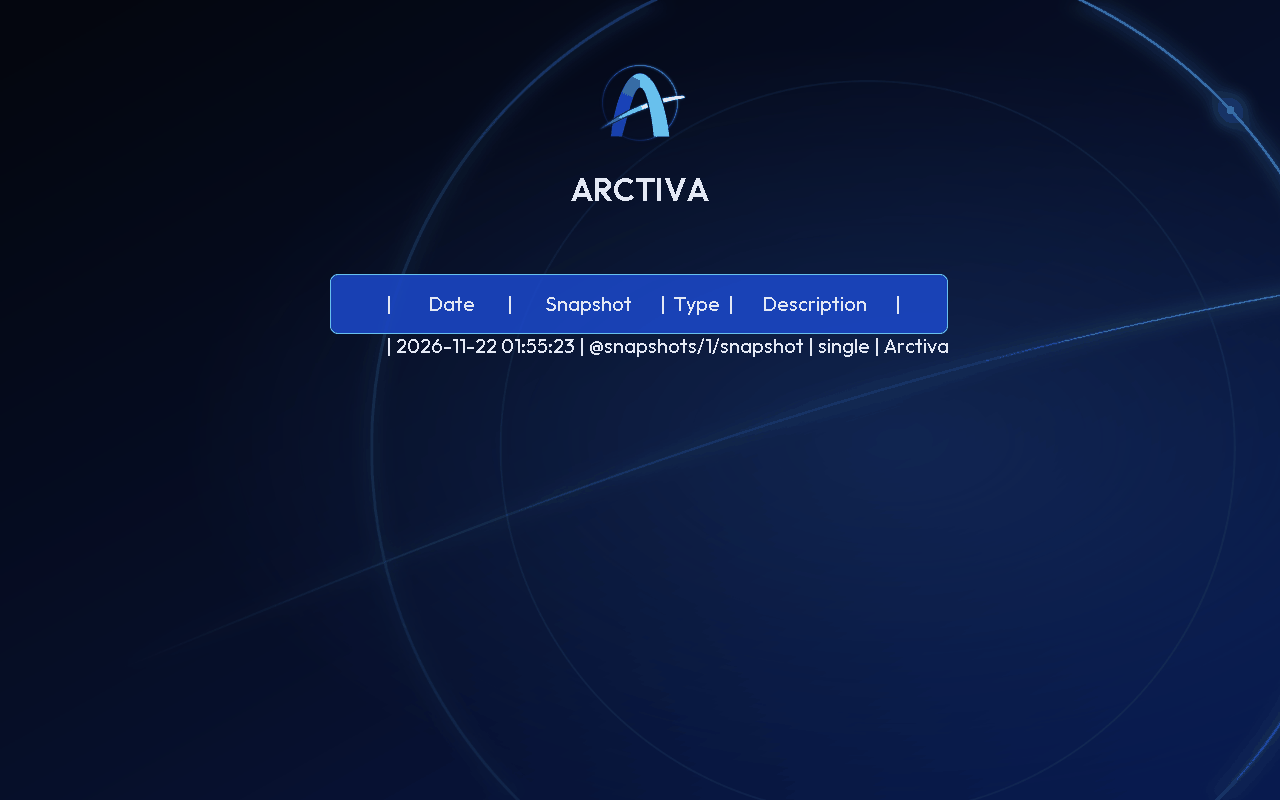 ARCTIVA
| Date | Snapshot | Type | Description |
| 2026-11-22 01:55:23 | @snapshots/1/snapshot | single | Arctiva